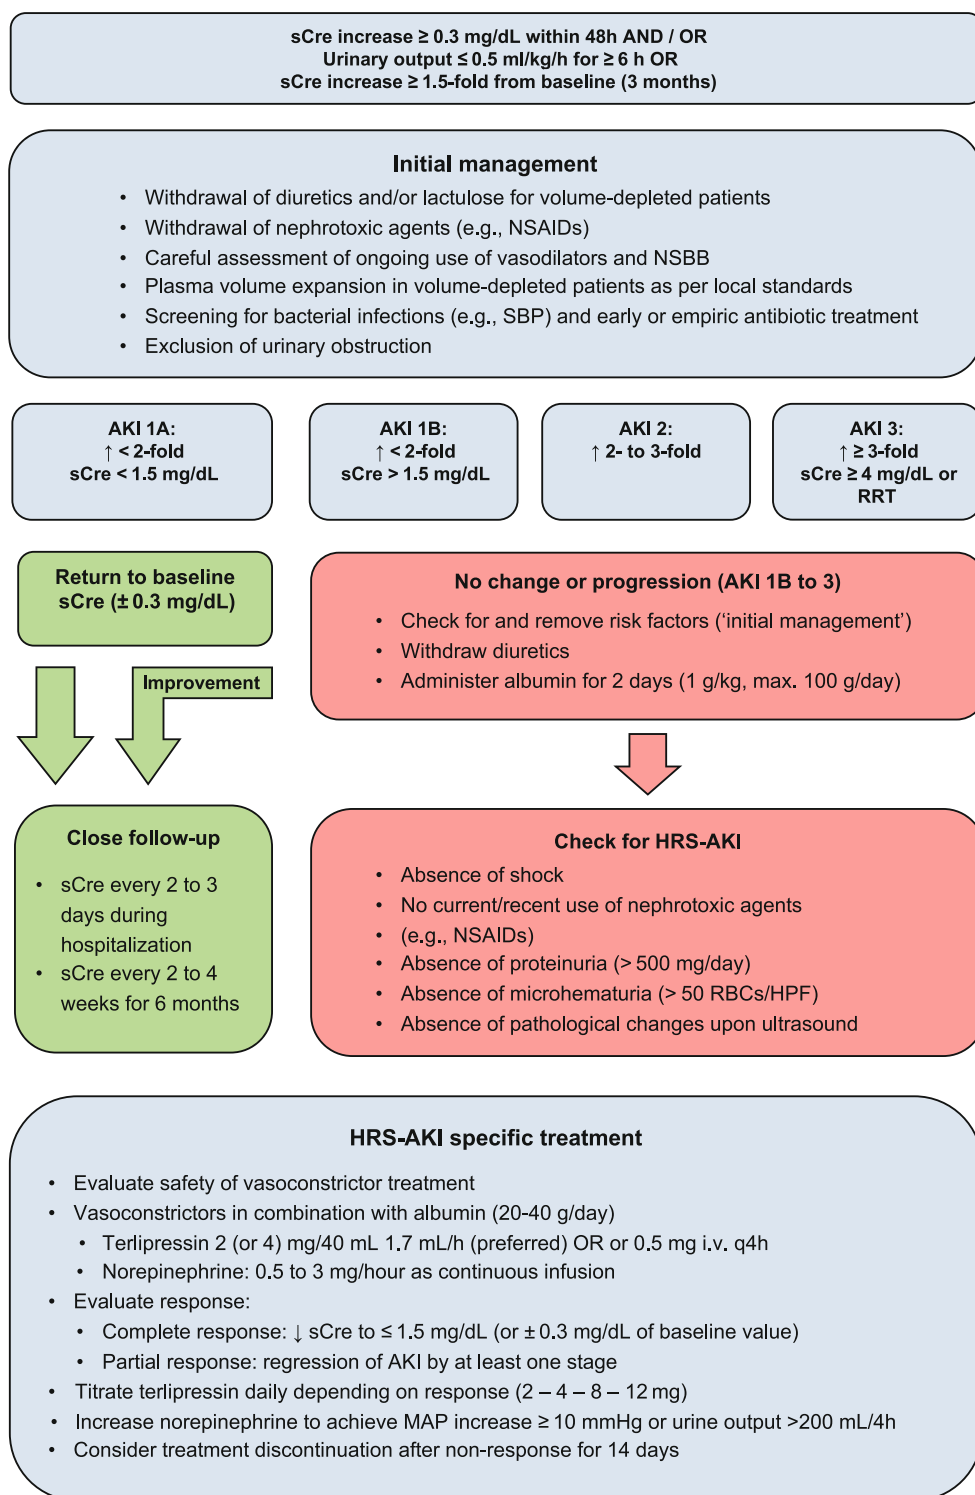 sCre increase ≥ 0.3 mg/dL within 48h AND / OR
Urinary output ≤ 0.5 ml/kg/h for ≥ 6 h OR
sCre increase ≥ 1.5-fold from baseline (3 months)
Initial management
• Withdrawal of diuretics and/or lactulose for volume-depleted patients
• Withdrawal of nephrotoxic agents (e.g., NSAIDs)
• Careful assessment of ongoing use of vasodilators and NSBB
• Plasma volume expansion in volume-depleted patients as per local standards
• Screening for bacterial infections (e.g., SBP) and early or empiric antibiotic treatment
• Exclusion of urinary obstruction
AKI 1A:
↑ < 2-fold
sCre < 1.5 mg/dL
AKI 1B:
↑ < 2-fold
sCre > 1.5 mg/dL
AKI 2:
↑ 2- to 3-fold
AKI 3:
↑ ≥ 3-fold
sCre ≥ 4 mg/dL or
RRT
Return to baseline
sCre (± 0.3 mg/dL)
Improvement
No change or progression (AKI 1B to 3)
• Check for and remove risk factors (‘initial management’)
• Withdraw diuretics
• Administer albumin for 2 days (1 g/kg, max. 100 g/day)
Close follow-up
• sCre every 2 to 3
days during
hospitalization
• sCre every 2 to 4
weeks for 6 months
Check for HRS-AKI
• Absence of shock
• No current/recent use of nephrotoxic agents
• (e.g., NSAIDs)
• Absence of proteinuria (> 500 mg/day)
• Absence of microhematuria (> 50 RBCs/HPF)
• Absence of pathological changes upon ultrasound
HRS-AKI specific treatment
• Evaluate safety of vasoconstrictor treatment
• Vasoconstrictors in combination with albumin (20-40 g/day)
• Terlipressin 2 (or 4) mg/40 mL 1.7 mL/h (preferred) OR or 0.5 mg i.v. q4h
• Norepinephrine: 0.5 to 3 mg/hour as continuous infusion
• Evaluate response:
• Complete response: ↓ sCre to ≤ 1.5 mg/dL (or ± 0.3 mg/dL of baseline value)
• Partial response: regression of AKI by at least one stage
• Titrate terlipressin daily depending on response (2 – 4 – 8 – 12 mg)
• Increase norepinephrine to achieve MAP increase ≥ 10 mmHg or urine output >200 mL/4h
• Consider treatment discontinuation after non-response for 14 days